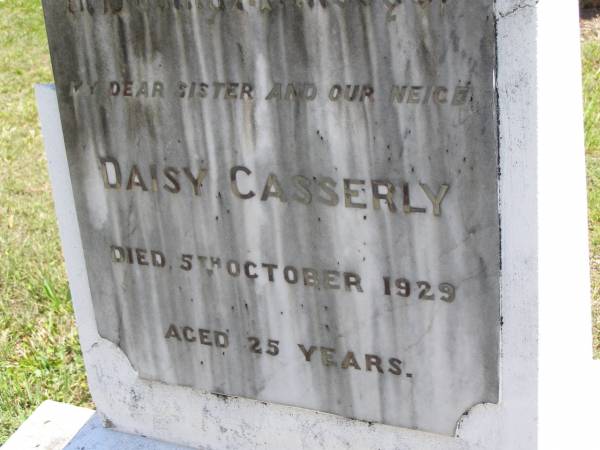 MY DEAR SISTER AND OUR NEICE
DAISY CASSERLY
DIED 5TH OCTOBER 1929
AGED 25 YEARS.